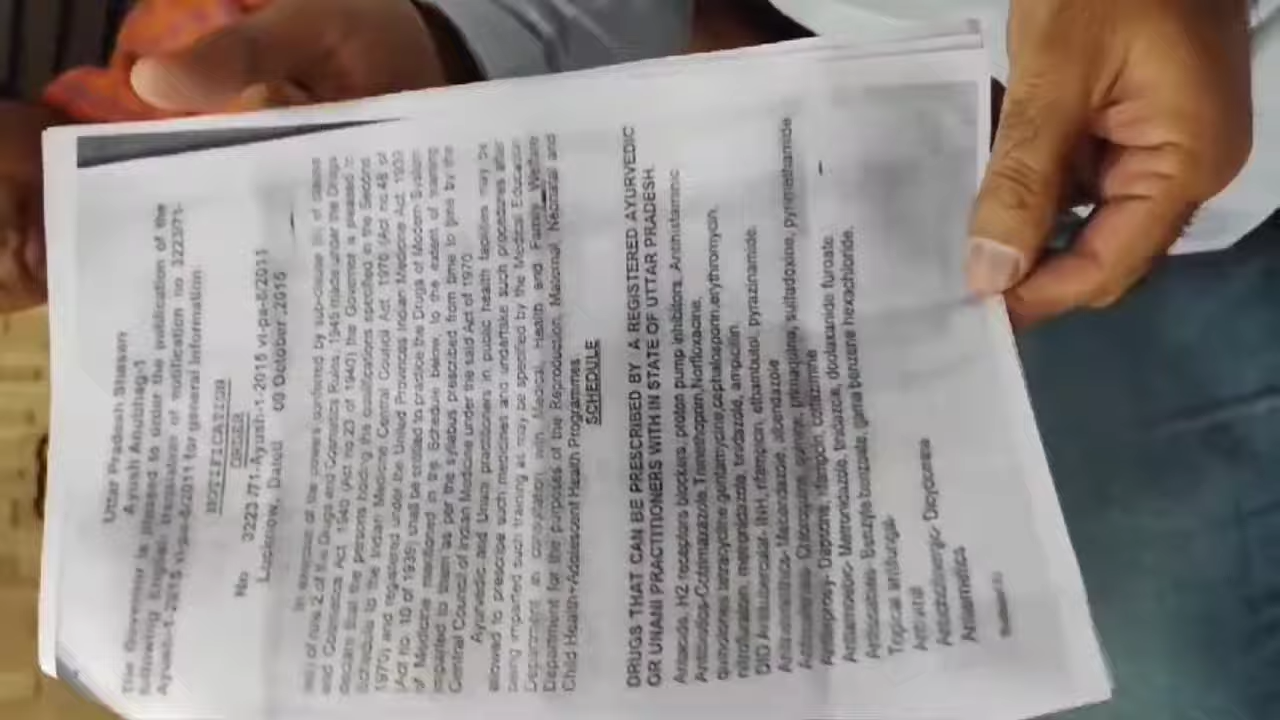 Uttar Pradesh Shasan
Ayush Anubhag-1
The Governor is pleased to order the publication of the
following English translation of notification no 3223/71-
Ayush-1-2015 vi-pa-6/2011 for general information
NOTIFICATION
ORDER
No 3223 /71-Ayush-1-2015 vi-pa-6/2011
Lucknow, Dated 03 October 2015
In exercise of the powers conferred by sub-clause of clause
of rule 2 of the Drugs and Cosmetics Rules, 1945 made under the Drugs
and Cosmetics Act, 1940 (Act no 23 of 1940) the Governor is pleased to
declare that the persons holding the qualifications specified in the Second
Schedule to the Indian Medicine Central Council Act, 1970 (Act no 48 of
1970) and registered under the United Provinces Indian Medicine Act, 1939
(Act no. 10 of 1939) shall be entitled to practice the Drugs of Modern System
of Medicine mentioned in the Schedule below, to the extent of training
imparted to them as per the syllabus prescribed from time to time by the
Central Council of Indian Medicine under the said Act of 1970
Ayurvedic and Unani practitioners in public health facilities may be
allowed to prescribe such medicines and undertake such procedures after
being imparted such training as may be specified by the Medical Education
Department in consultation with Medical, Health and Family Welfare
Department for the purposes of the Reproduction, Maternal, Neonatal and
Child Health+Adolescent Health Programmes
SCHEDULE
DRUGS THAT CAN BE PRESCRIBED BY A REGISTERED AYURVEDIC
OR UNANI PRACTITIONERS WITH IN STATE OF UTTAR PRADESH.
Antacids, H2 receptors blockers, proton pump inhibitors, Antihistaminic
Antibiotics-Cotrimaxazole,Trimethoprin,Norfloxacine,
quinolones,tetracycline gentamycine,cephalosporin,erythromycin,
nitrofuran, metronidazole, tinidazole, ampicillin
Antitubercular- INH, rifampicin, ethambutol, pyrazinamide.
Mebandazole, albendazole
Chloroquine, quinine, primaquine, sulfadoxine, pyrimethamide
Antileprosy- Dapsone, rifampcin, clofazimine
Metronidazole, tinidazole, diloxanide furoate
Benzyle benzoate, gama benzene hexachloride,
Topical antifungal
Antiviral
Anticholinergic- Dicyclomine
Antiemetics